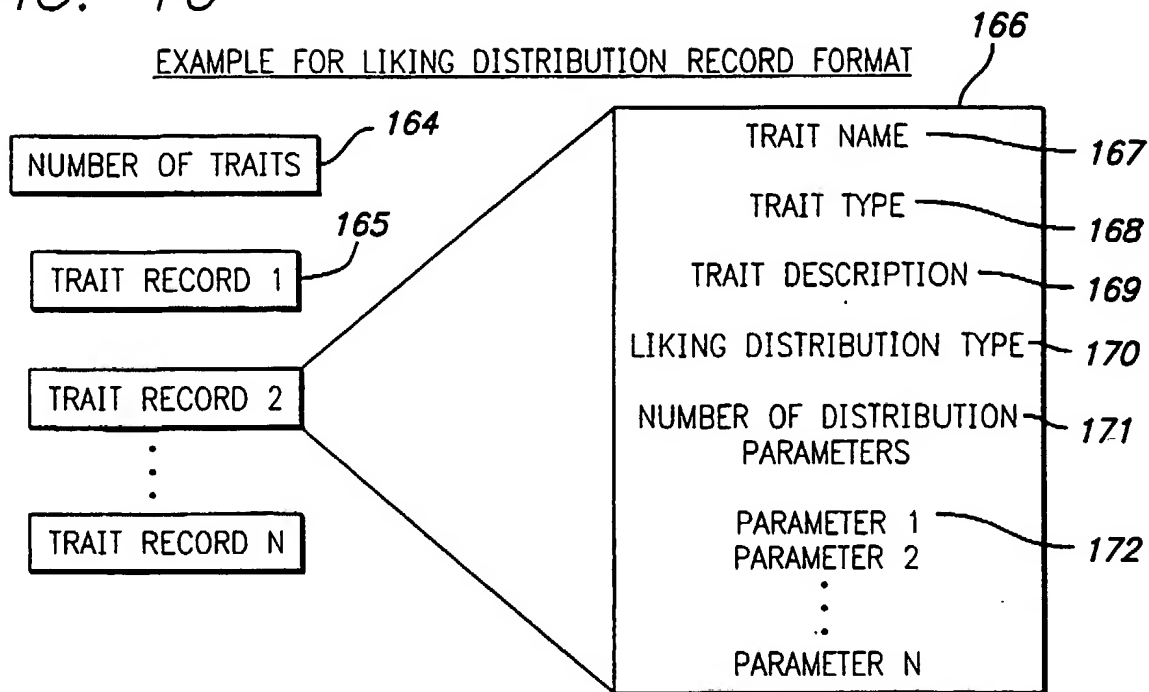 EXAMPLE FOR LIKING DISTRIBUTION RECORD FORMAT
166
164
NUMBER OF TRAITS
165
TRAIT RECORD 1
TRAIT RECORD 2
TRAIT RECORD N
TRAIT NAME 167
TRAIT TYPE 168
TRAIT DESCRIPTION 169
LIKING DISTRIBUTION TYPE 170
NUMBER OF DISTRIBUTION 171
PARAMETERS
PARAMETER 1 172
PARAMETER 2
PARAMETER N